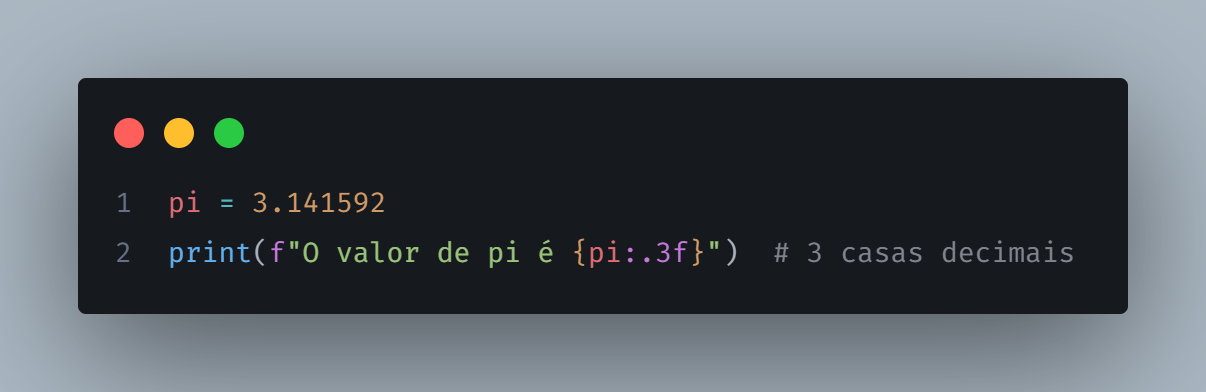 1 pi = 3.141592
2 print(f"O valor de pi é {pi:.3f}")  # 3 casas decimais